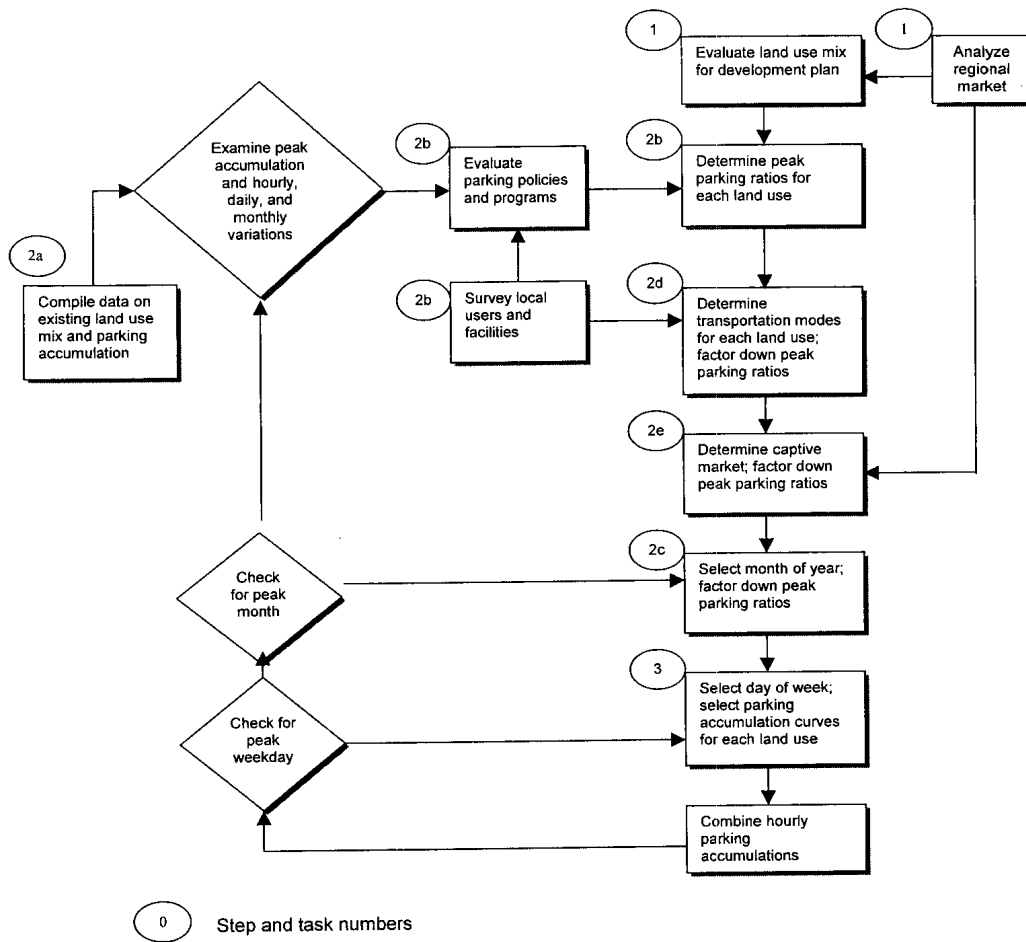 1
Evaluate land use mix
for development plan
1
Analyze
regional
market
Examine peak
accumulation
and hourly,
daily, and
monthly
variations
2b
Evaluate
parking policies
and programs
2b
Determine peak
parking ratios for
each land use
2a
Compile data on
existing land use
mix and parking
accumulation
2b
Survey local
users and
facilities
2d
Determine
transportation modes
for each land use;
factor down peak
parking ratios
2e
Determine captive
market; factor down
peak parking ratios
Check
for peak
month
2c
Select month of year;
factor down peak
parking ratios
Check for
peak
weekday
3
Select day of week;
select parking
accumulation curves
for each land use
Combine hourly
parking
accumulations
0
Step and task numbers